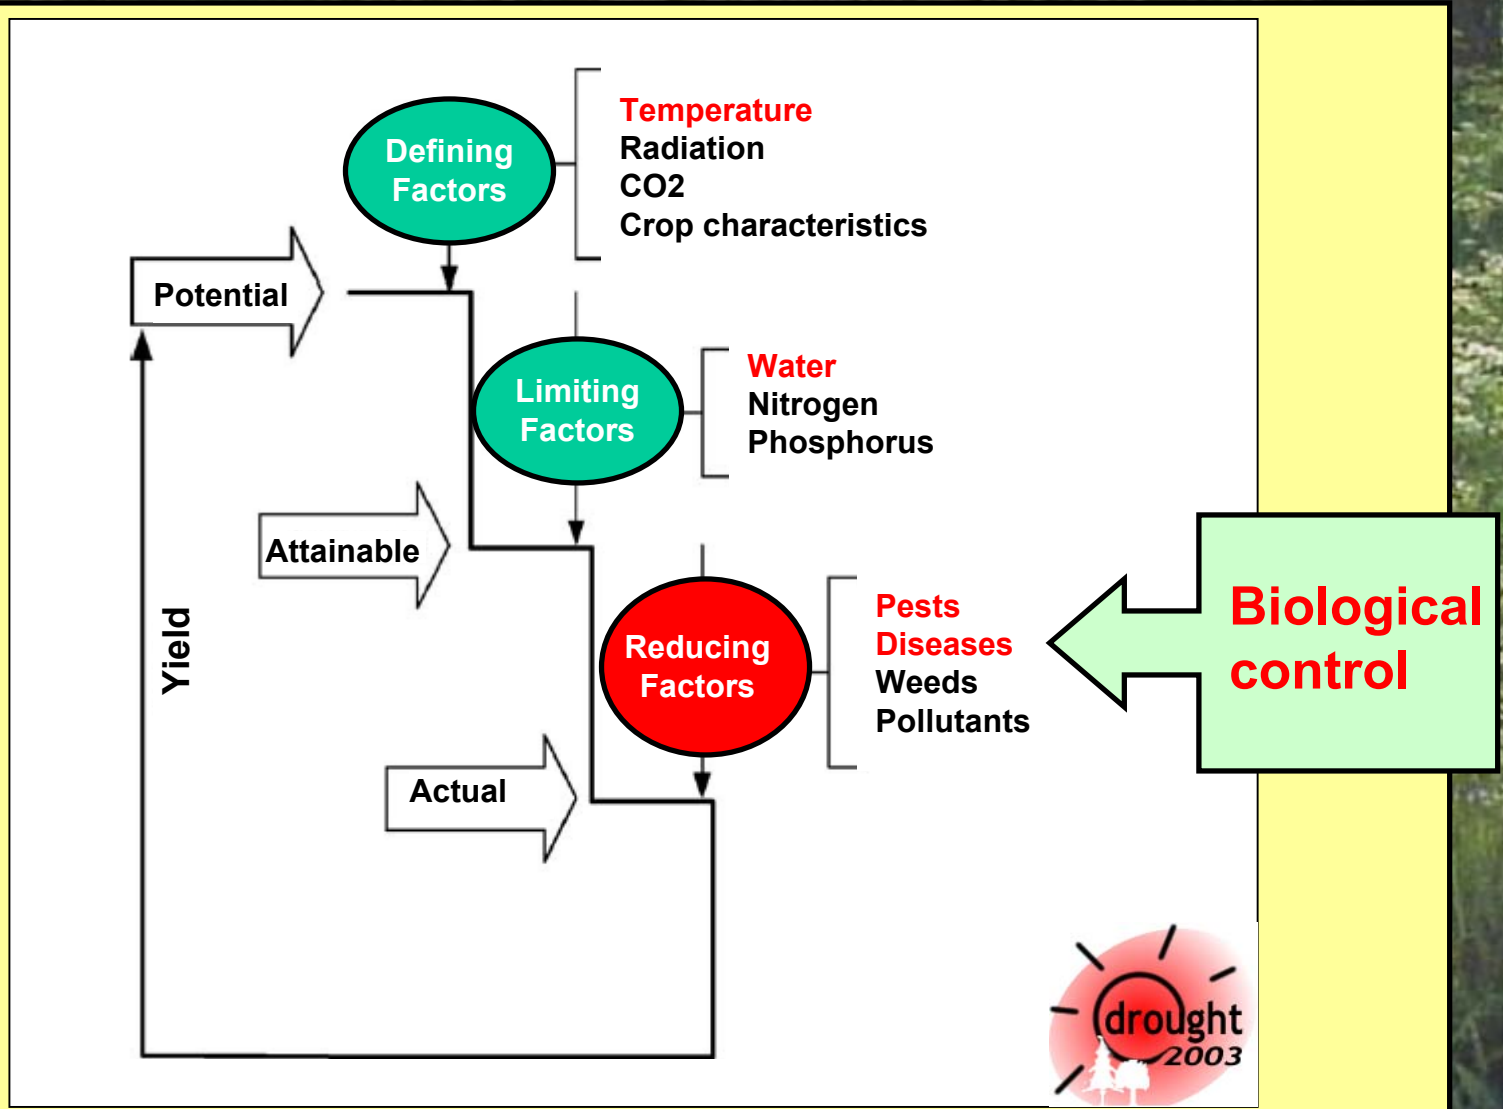 Defining
Factors
Temperature
Radiation
CO2
Crop characteristics
Potential
Limiting
Factors
Water
Nitrogen
Phosphorus
Attainable
Yield
Reducing
Factors
Pests
Diseases
Weeds
Pollutants
Biological
control
Actual
drought
2003